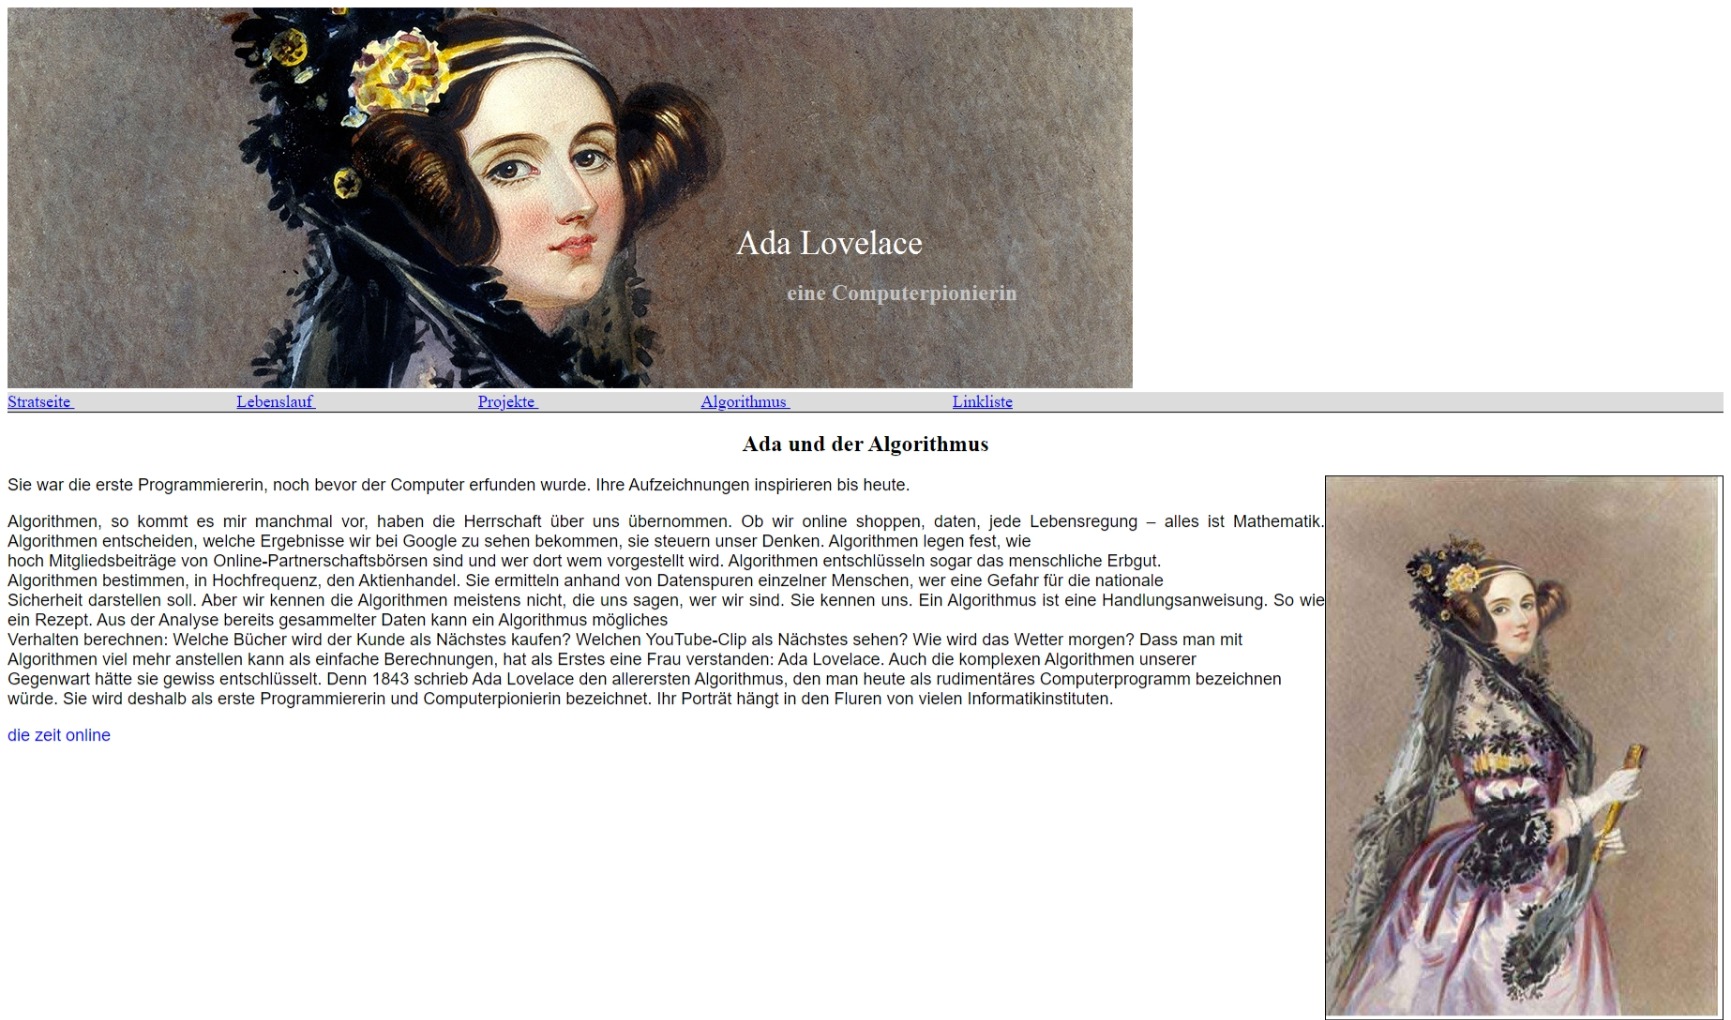 Ada Lovelace
eine Computerpionierin
Stratseite Lebenslauf Projekte Algorithmus Linkliste
Ada und der Algorithmus
Sie war die erste Programmiererin, noch bevor der Computer erfunden wurde. Ihre Aufzeichnungen inspirieren bis heute.
Algorithmen, so kommt es mir manchmal vor, haben die Herrschaft über uns übernommen. Ob wir online shoppen, daten, jede Lebensregung – alles ist Mathematik.
Algorithmen entscheiden, welche Ergebnisse wir bei Google zu sehen bekommen, sie steuern unser Denken. Algorithmen legen fest, wie
hoch Mitgliedsbeiträge von Online-Partnerschaftsbörsen sind und wer dort wem vorgestellt wird. Algorithmen entschlüsseln sogar das menschliche Erbgut.
Algorithmen bestimmen, in Hochfrequenz, den Aktienhandel. Sie ermitteln anhand von Datenspuren einzelner Menschen, wer eine Gefahr für die nationale
Sicherheit darstellen soll. Aber wir kennen die Algorithmen meistens nicht, die uns sagen, wer wir sind. Sie kennen uns. Ein Algorithmus ist eine Handlungsanweisung. So wie
ein Rezept. Aus der Analyse bereits gesammelter Daten kann ein Algorithmus mögliches
Verhalten berechnen: Welche Bücher wird der Kunde als Nächstes kaufen? Welchen YouTube-Clip als Nächstes sehen? Wie wird das Wetter morgen? Dass man mit
Algorithmen viel mehr anstellen kann als einfache Berechnungen, hat als Erstes eine Frau verstanden: Ada Lovelace. Auch die komplexen Algorithmen unserer
Gegenwart hätte sie gewiss entschlüsselt. Denn 1843 schrieb Ada Lovelace den allerersten Algorithmus, den man heute als rudimentäres Computerprogramm bezeichnen
würde. Sie wird deshalb als erste Programmiererin und Computerpionierin bezeichnet. Ihr Porträt hängt in den Fluren von vielen Informatikinstituten.
die zeit online